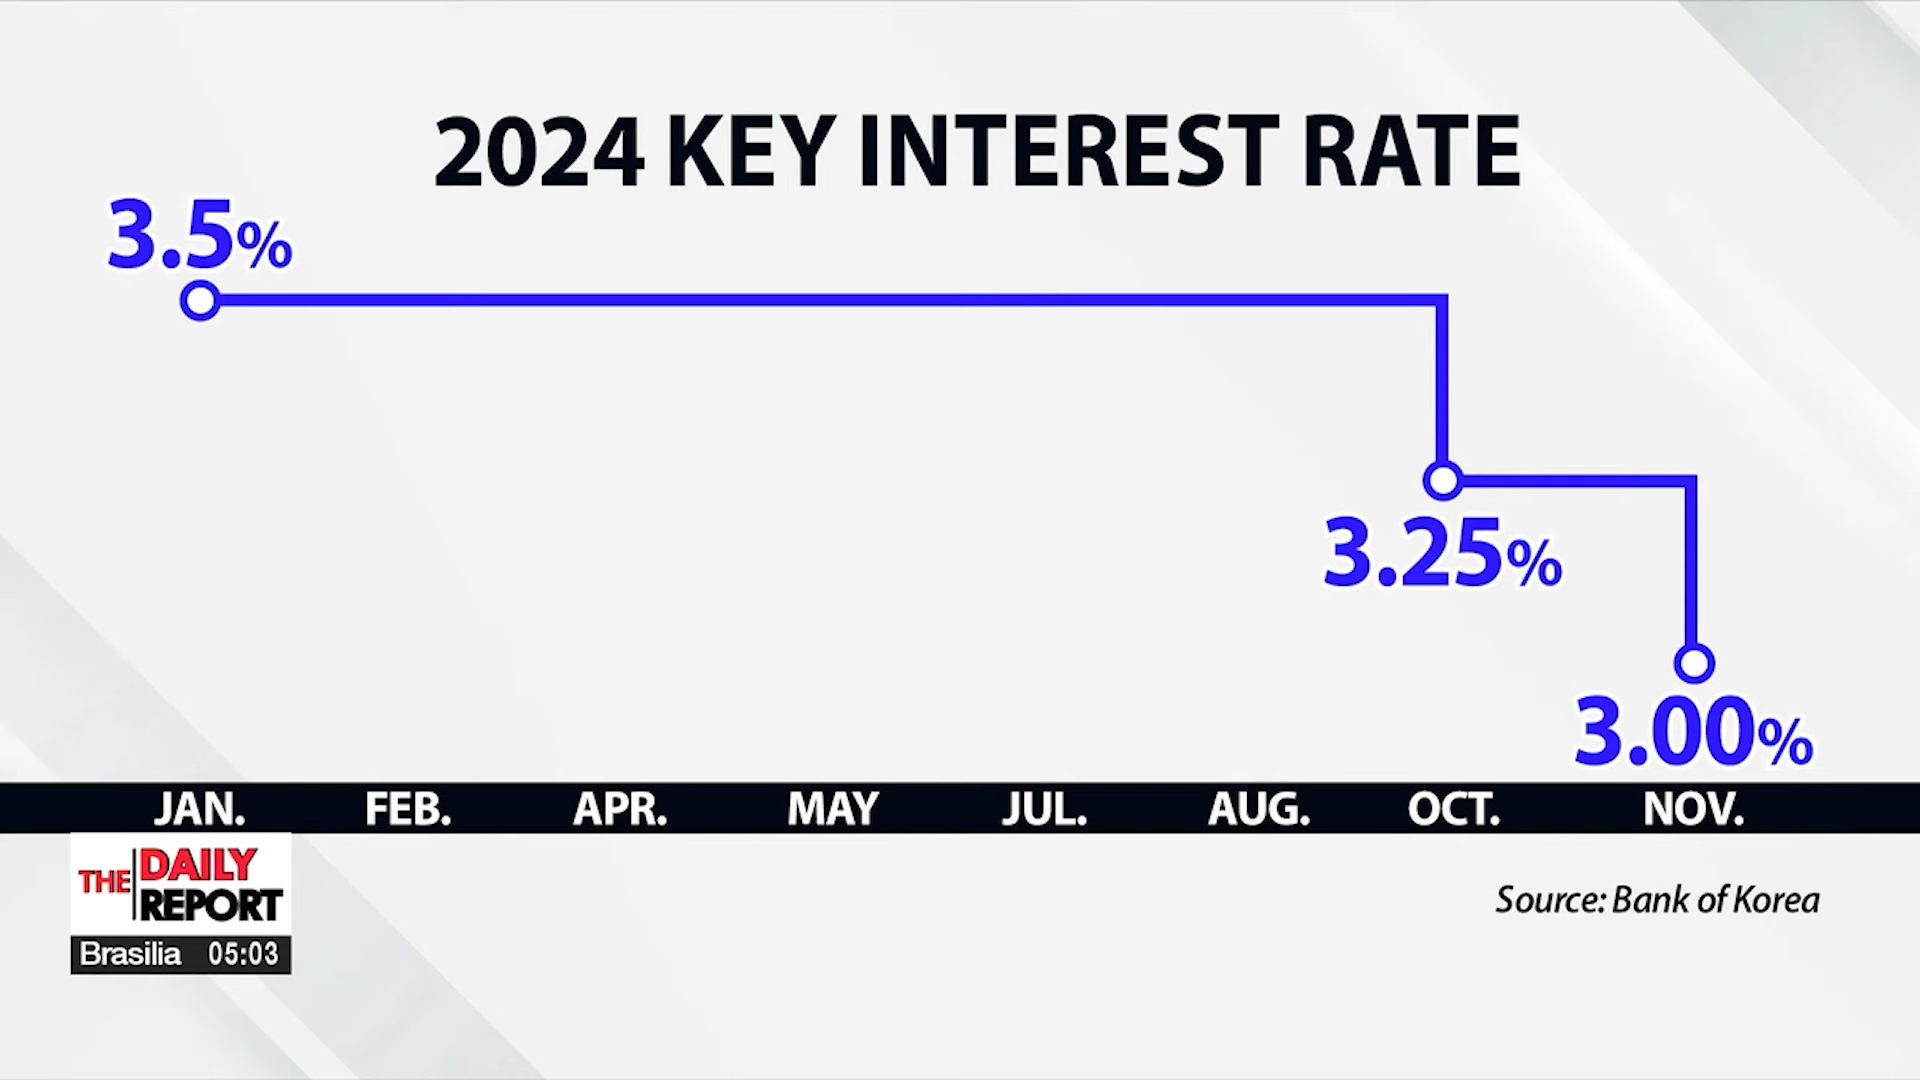 2024 KEY INTEREST RATE
3.5%
3.25%
3.00%
JAN. FEB. APR. MAY JUL. AUG. OCT. NOV.
THE DAILY REPORT
Brasilia 05:03
Source: Bank of Korea